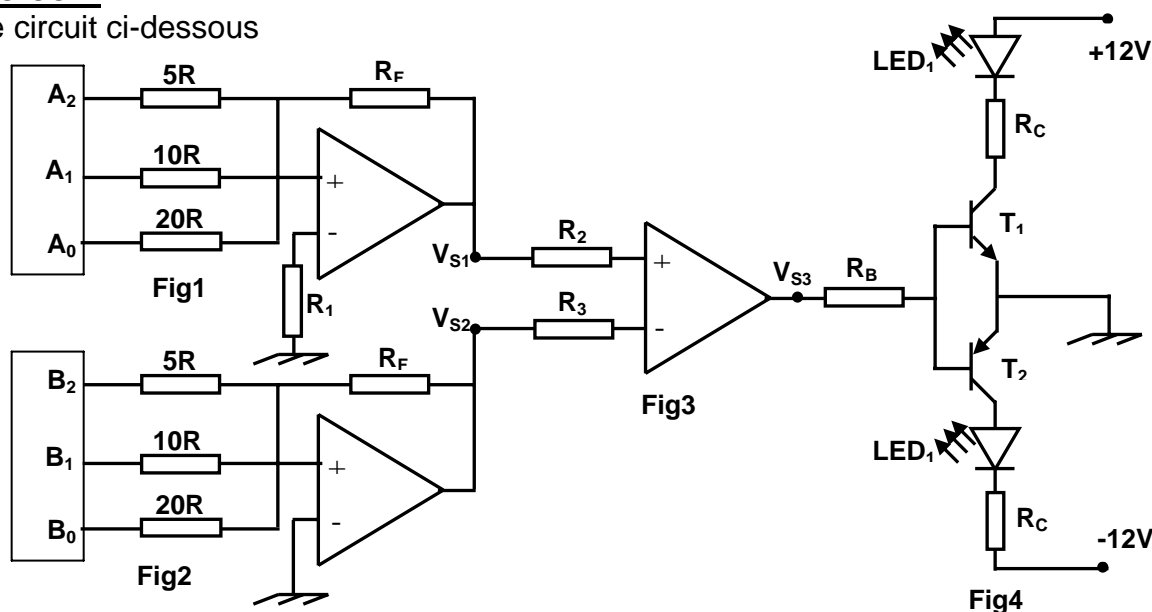 e circuit ci-dessous
A2
5R
RF
A1
10R
+
A0
20R
-
R1
Fig1
VS1
R2
+
VS3
RB
VS2
R3
-
Fig3
B2
5R
RF
B1
10R
+
B0
20R
-
Fig2
LED1
+12V
RC
T1
T2
LED1
RC
-12V
Fig4